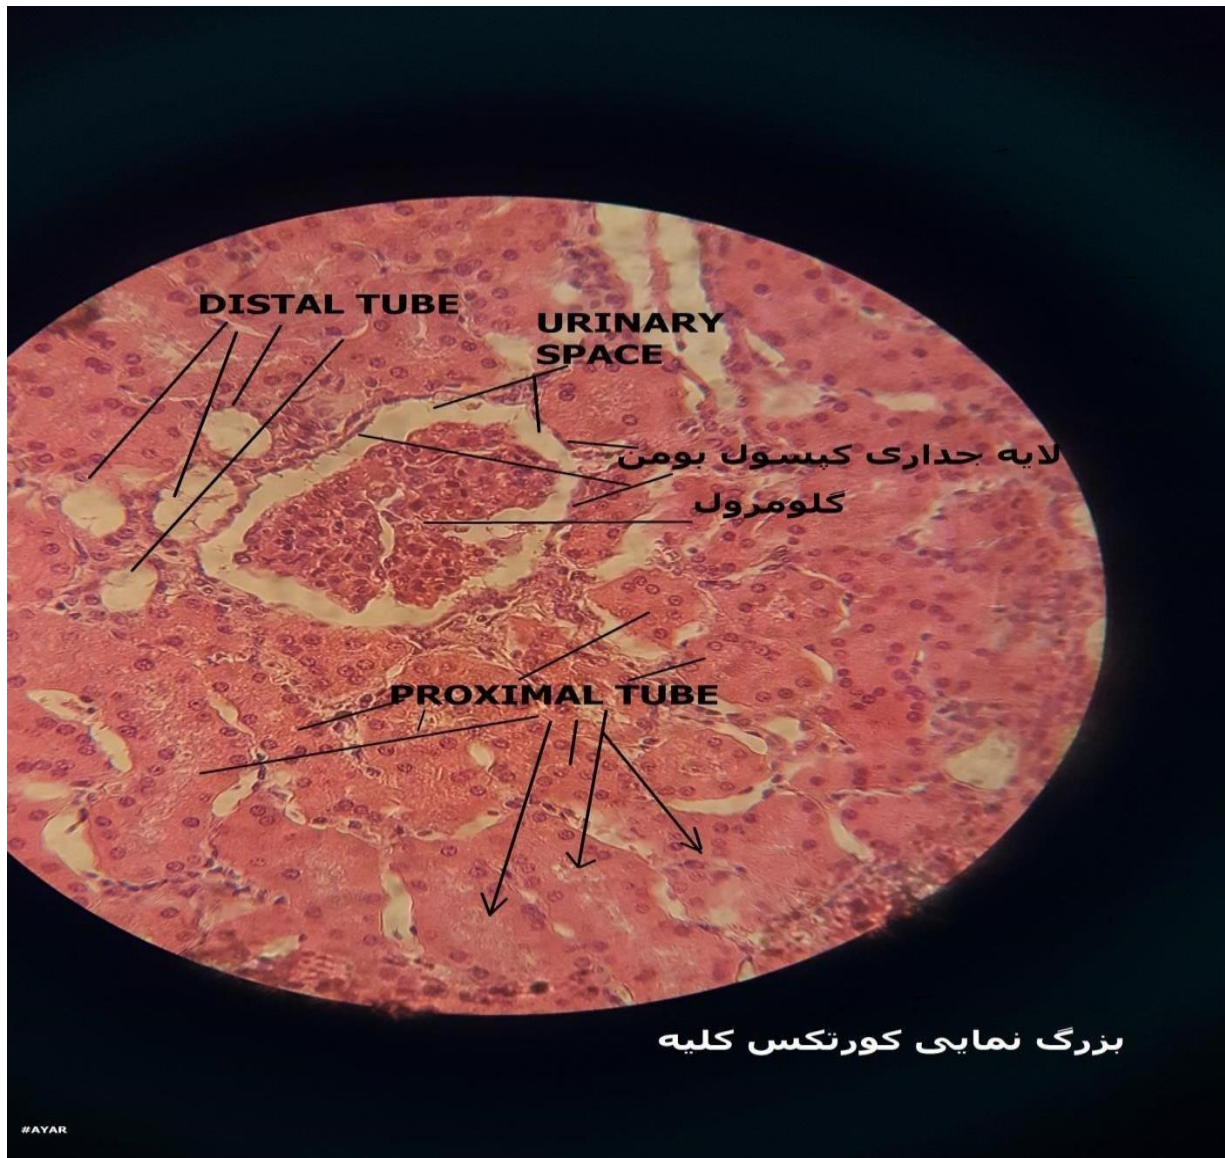 DISTAL TUBE
URINARY
SPACE
لایه جداری کپسول بومن
گلومرول
PROXIMAL TUBE
بزرگ نمایی کورتکس کلیه
#AYAR